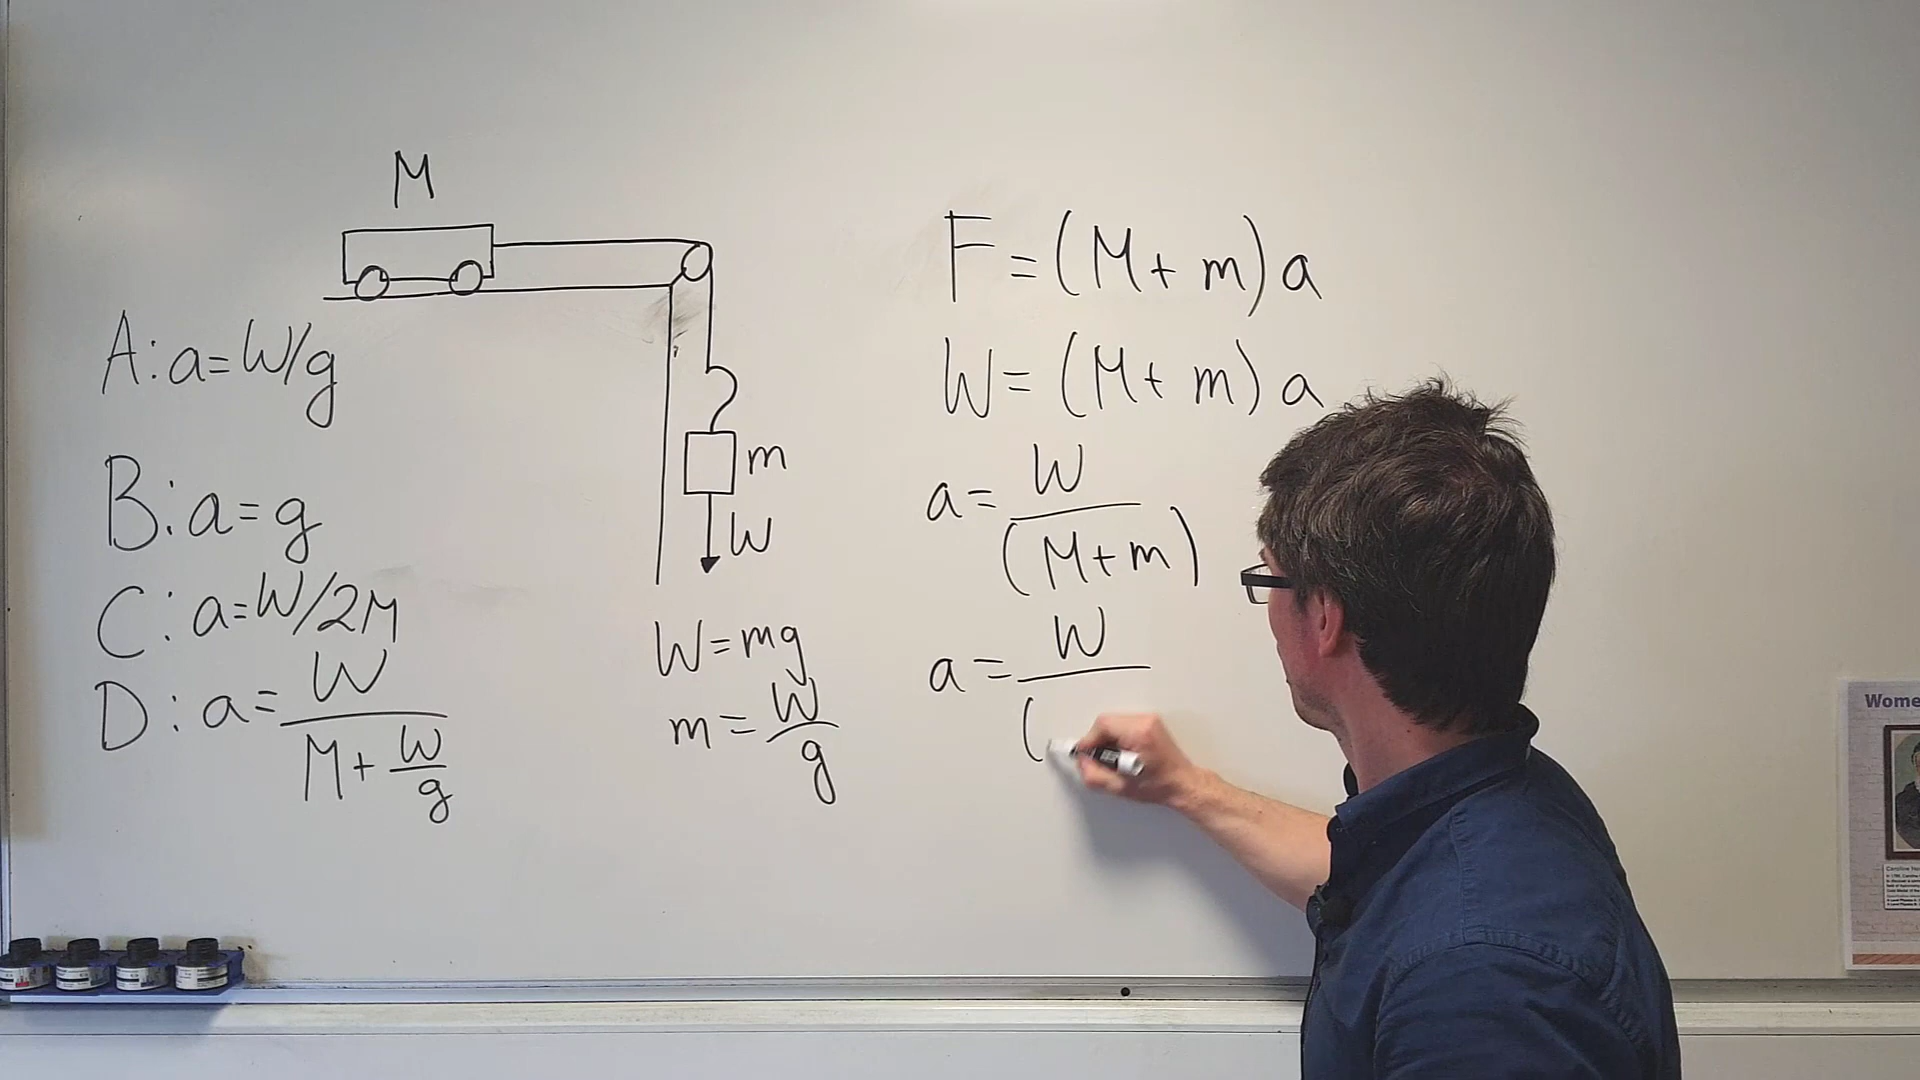 M
A: a=W/g
B: a=g
C: a=W/2M
D: a=W/(M+W/g)
m
W
W=mg
m=W/g
F=(M+m)a
W=(M+m)a
a=W/(M+m)
a=W/(
Wome